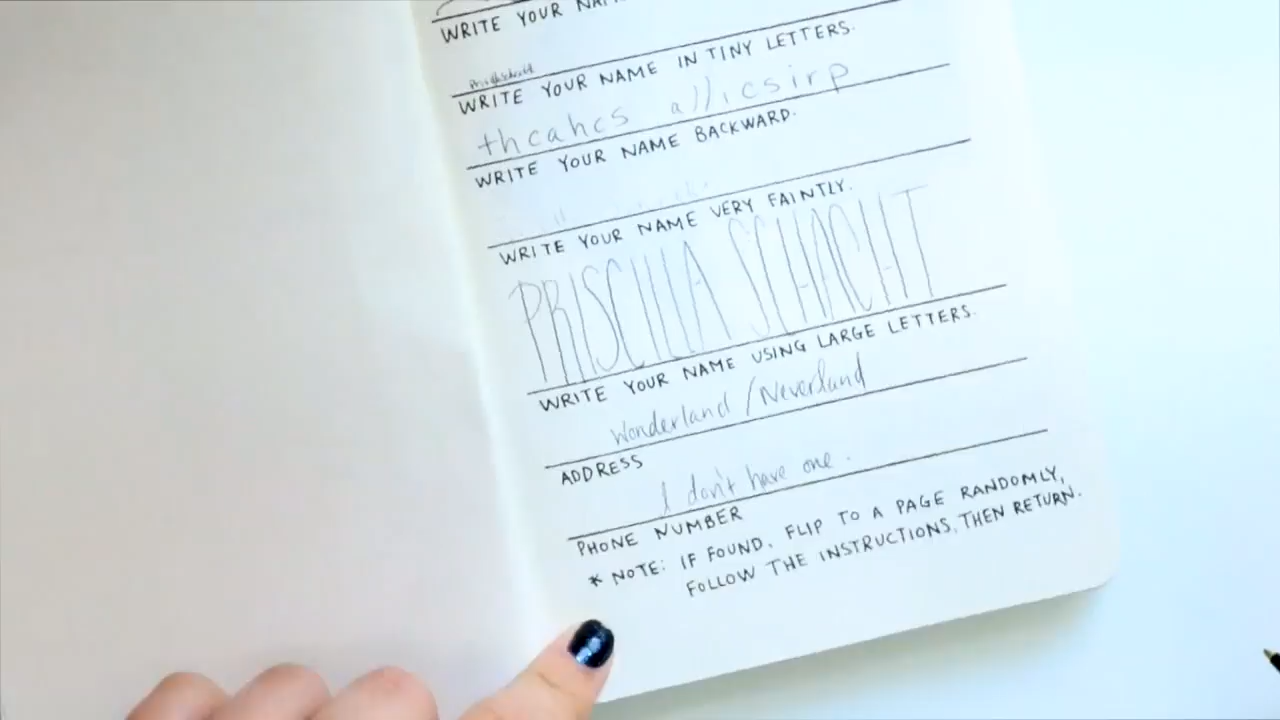 WRITE YOUR
WRITE YOUR NAME IN TINY LETTERS.
thcahcs allicsirp
WRITE YOUR NAME BACKWARD.
WRITE YOUR NAME VERY FAINTLY.
PRISCILLA SCHACHT
WRITE YOUR NAME USING LARGE LETTERS.
Wonderland / Neverland
ADDRESS
I don't have one.
PHONE NUMBER
* NOTE: IF FOUND, FLIP TO A PAGE RANDOMLY,
FOLLOW THE INSTRUCTIONS, THEN RETURN.